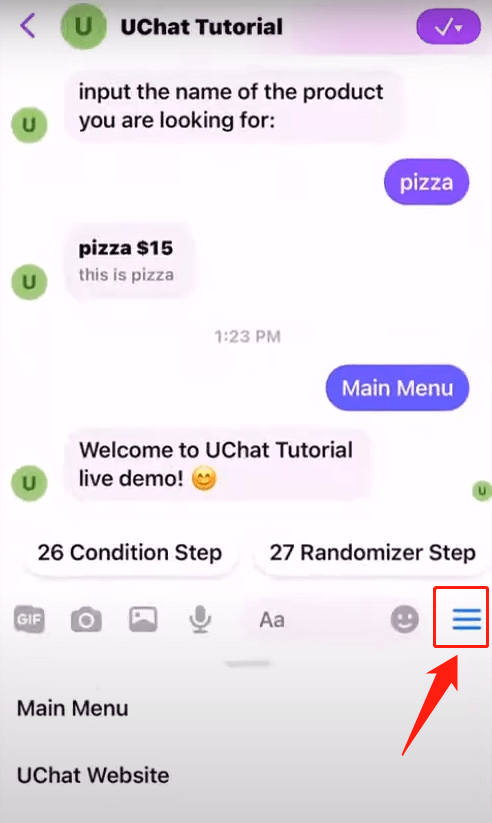 U UChat Tutorial
input the name of the product
you are looking for:
U
pizza
pizza $15
this is pizza
U
1:23 PM
Main Menu
Welcome to UChat Tutorial
live demo! 😊
U
U
26 Condition Step
27 Randomizer Step
GIF
Aa
Main Menu
UChat Website